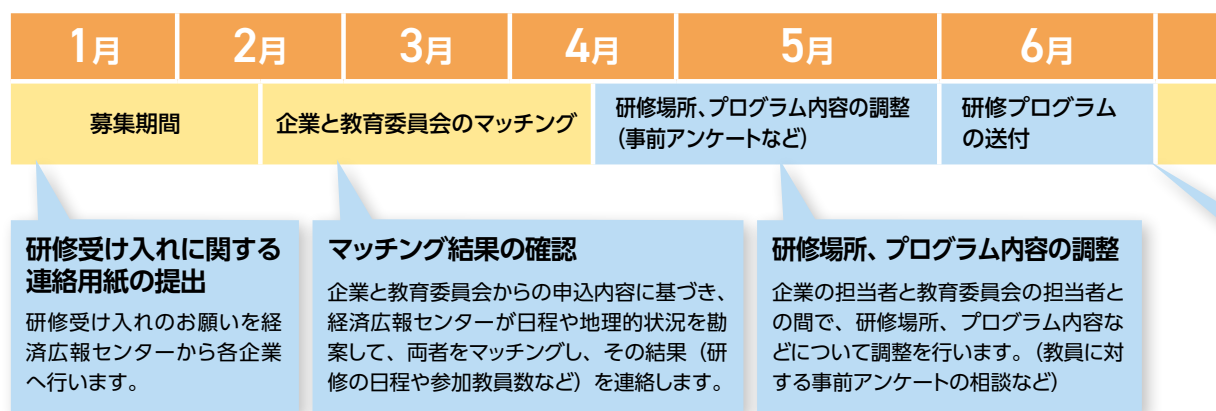 1月
2月
3月
4月
5月
6月
募集期間
企業と教育委員会のマッチング
研修場所、プログラム内容の調整
（事前アンケートなど）
研修プログラム
の送付
研修受け入れに関する
連絡用紙の提出
研修受け入れのお願いを経
済広報センターから各企業
へ行います。
マッチング結果の確認
企業と教育委員会からの申込内容に基づき、
経済広報センターが日程や地理的状況を勘
案して、両者をマッチングし、その結果（研
修の日程や参加教員数など）を連絡します。
研修場所、プログラム内容の調整
企業の担当者と教育委員会の担当者と
の間で、研修場所、プログラム内容な
どについて調整を行います。（教員に対
する事前アンケートの相談など）